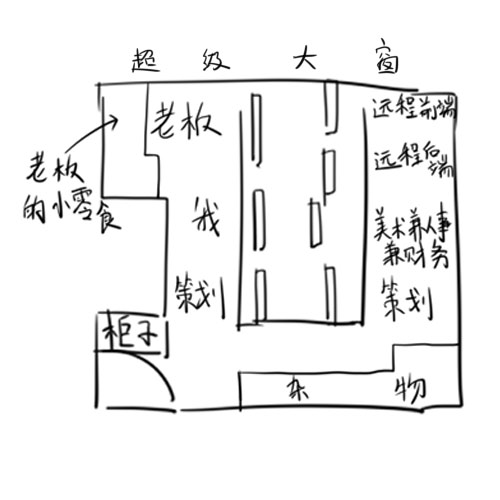 超级大窗
老板
远程前端
远程后端
老板
的小零食
我
美术兼人事
兼财务
策划
策划
柜子
杂物